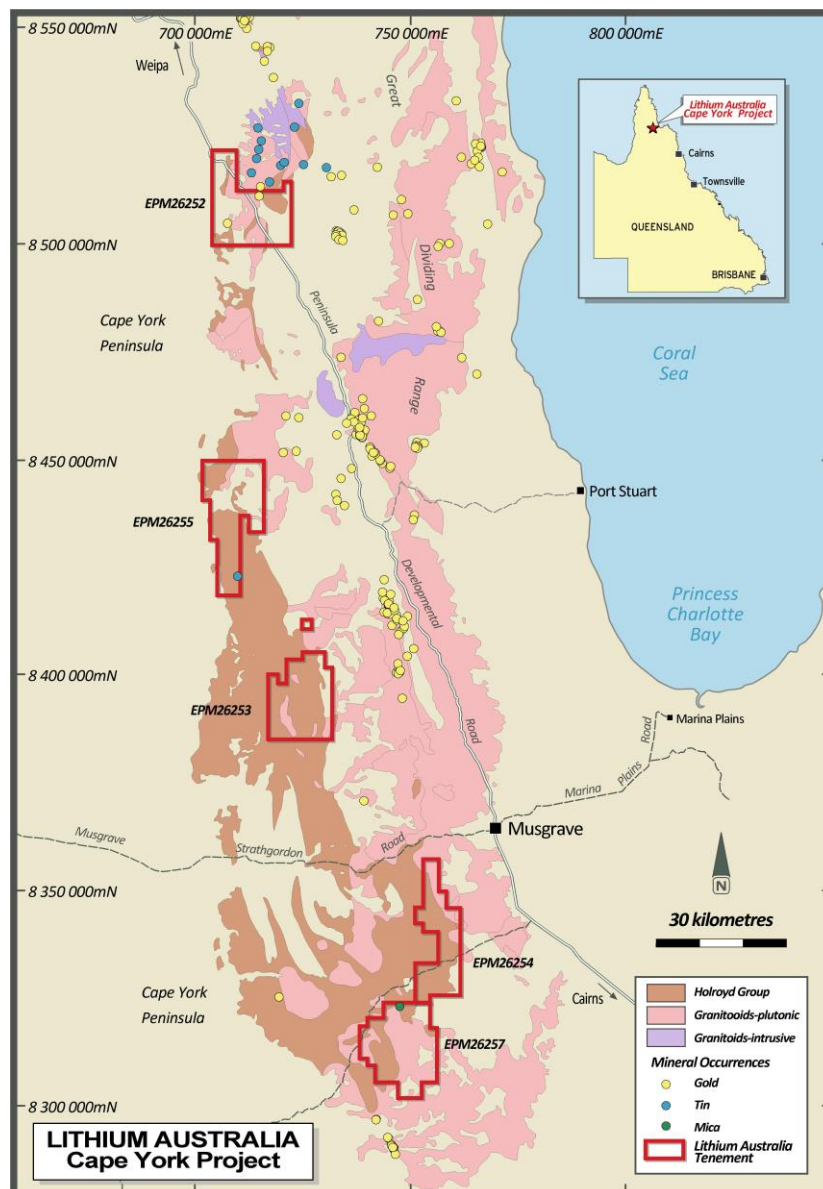 700 000mE
750 000mE
800 000mE
8 550 000mN
Weipa
Great
Lithium Australia
Cape York Project
Cairns
Townsville
QUEENSLAND
BRISBANE
EPM26252
8 500 000mN
Dividing
Peninsula
Cape York
Peninsula
Coral
Sea
Range
8 450 000mN
Port Stuart
EPM26255
Developmental
Princess
Charlotte
Bay
8 400 000mN
EPM26253
Road
Marina Plains
Road
Plains
Marina
Musgrave
Musgrave
Strathgordon
Road
8 350 000mN
N
30 kilometres
EPM26254
Cape York
Peninsula
Cairns
EPM26257
8 300 000mN
Holroyd Group
Granitooids-plutonic
Granitoids-intrusive
Mineral Occurrences
Gold
Tin
Mica
Lithium Australia
Tenement
LITHIUM AUSTRALIA
Cape York Project